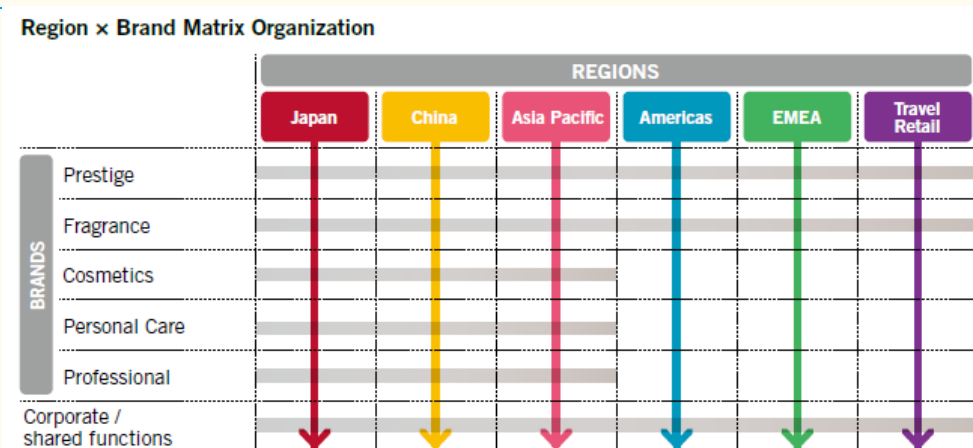 Region × Brand Matrix Organization
REGIONS
Japan
China
Asia Pacific
Americas
EMEA
Travel
Retail
BRANDS
Prestige
Fragrance
Cosmetics
Personal Care
Professional
Corporate /
shared functions